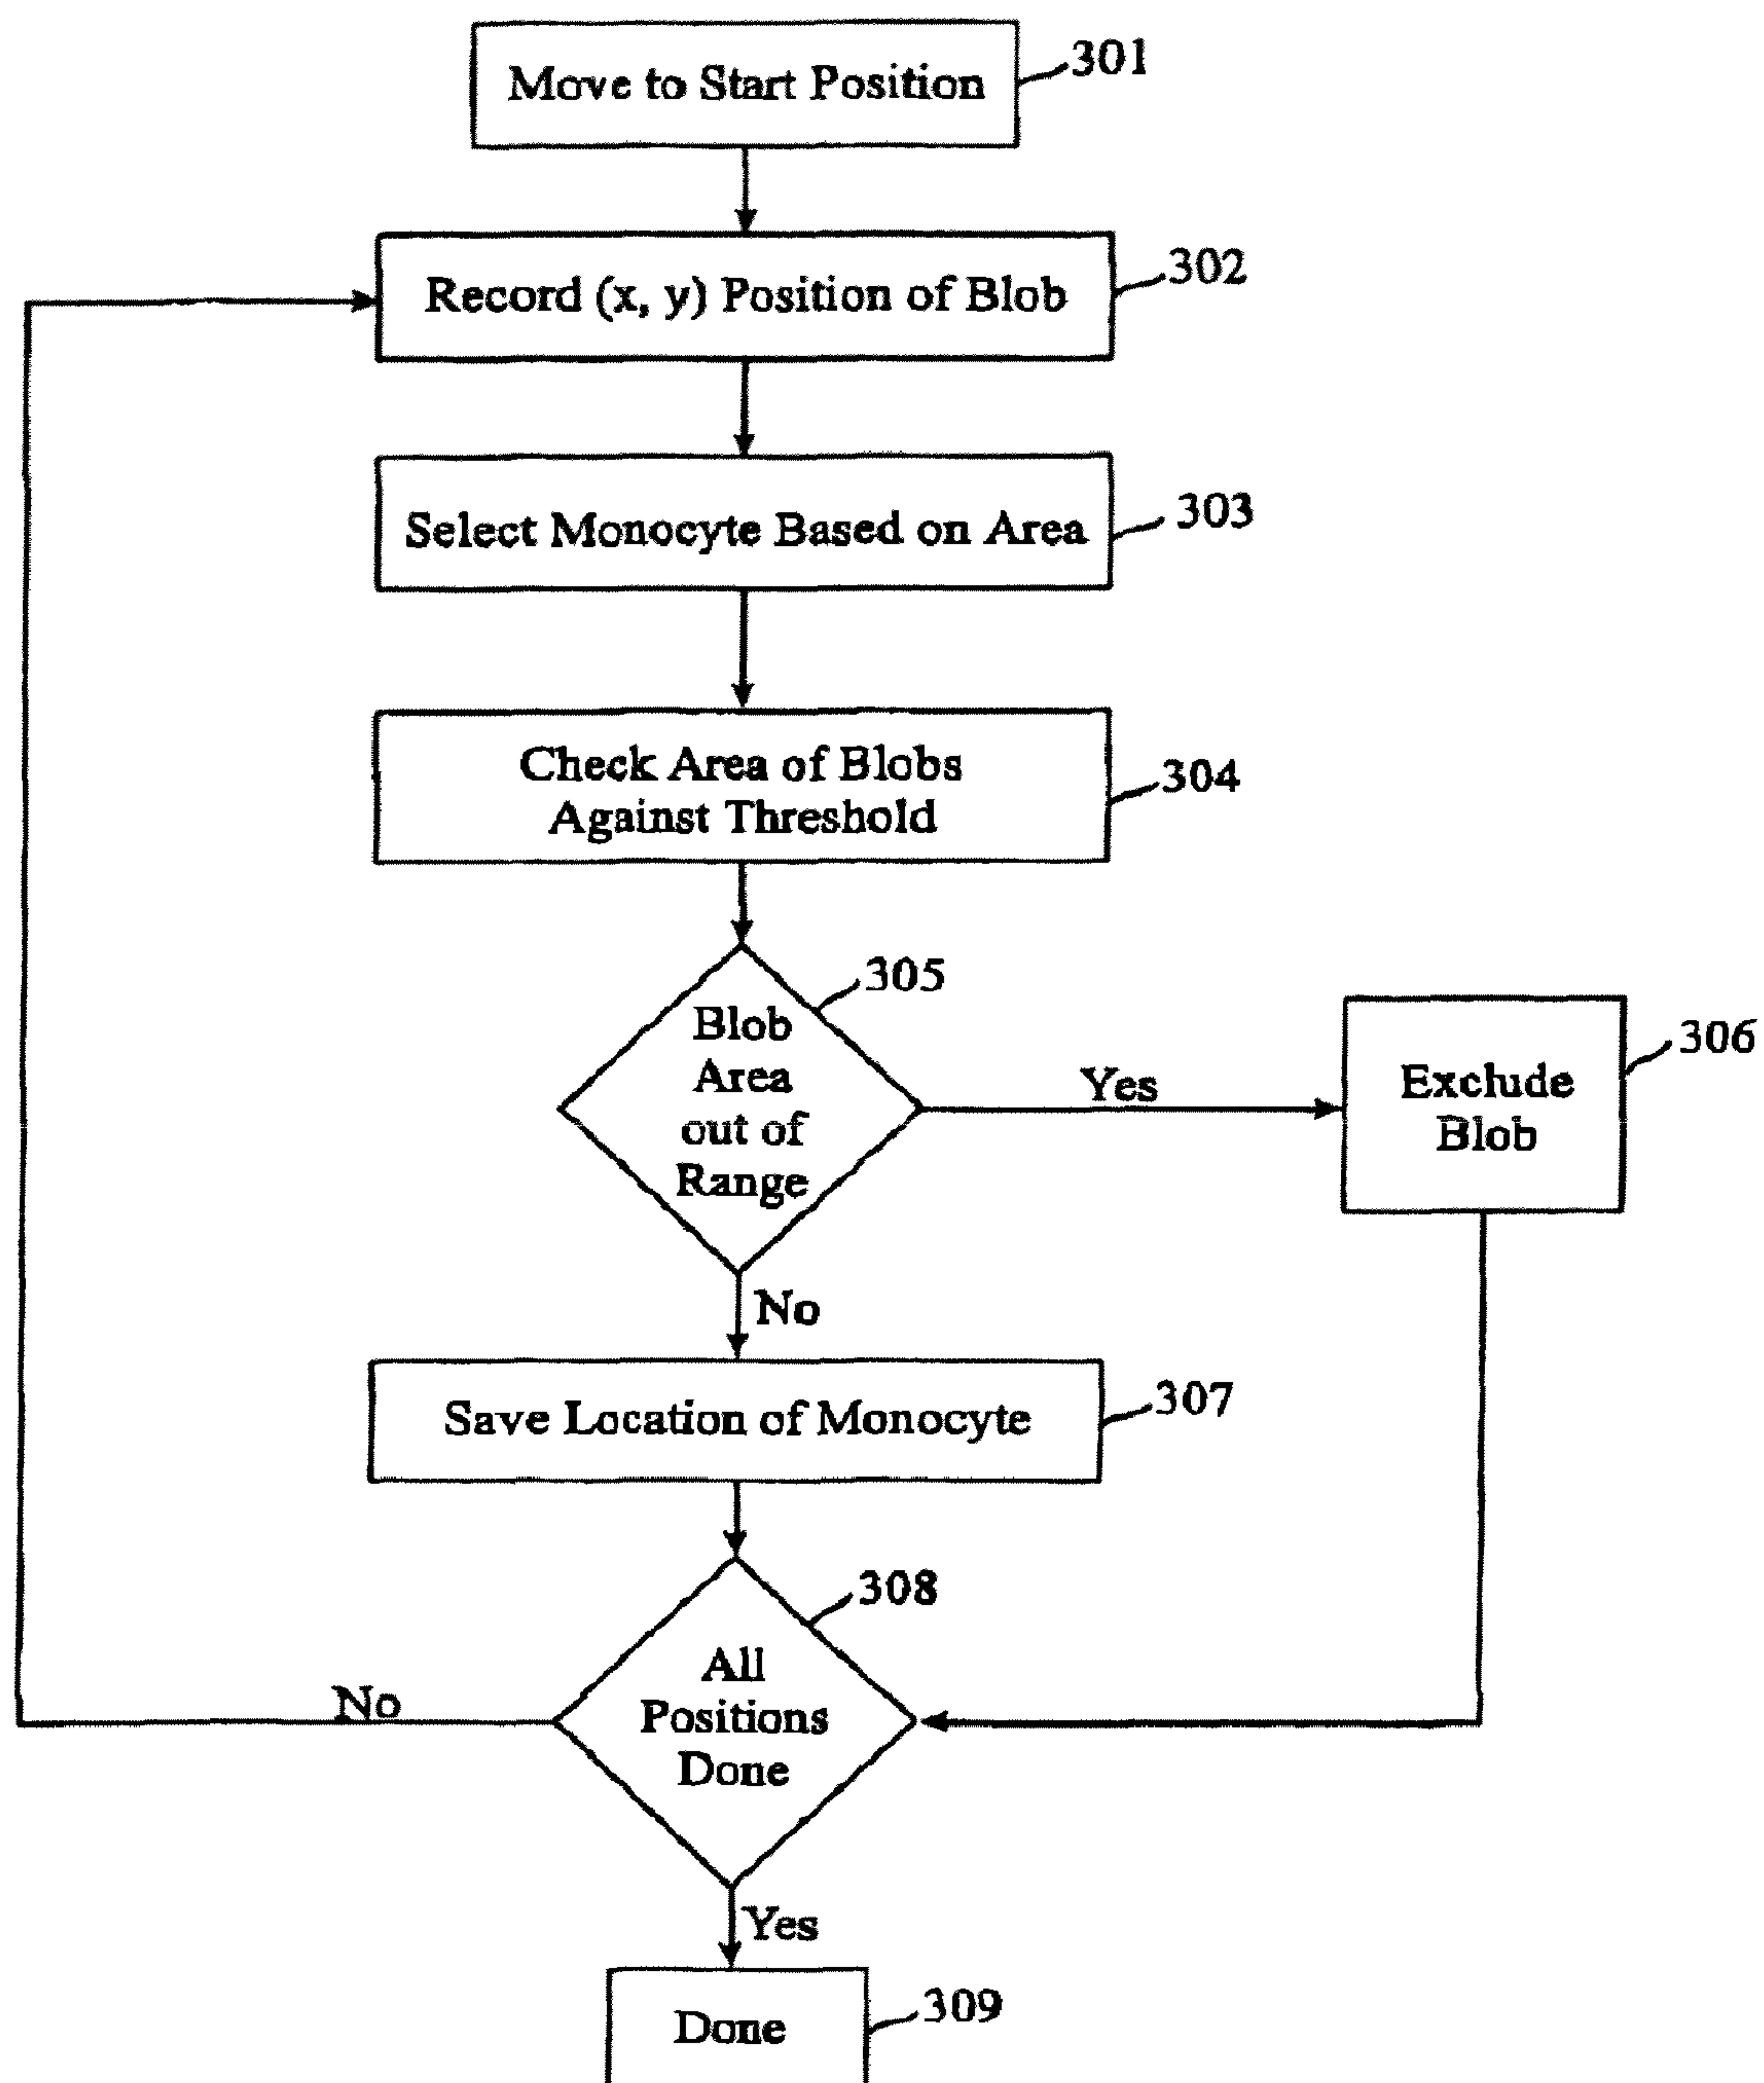 Move to Start Position
301
Record (x, y) Position of Blob
302
Select Monocyte Based on Area
303
Check Area of Blobs
Against Threshold
304
305
Blob
Area
out of
Range
Yes
Exclude
Blob
306
No
Save Location of Monocyte
307
308
All
Positions
Done
No
Yes
Done
309